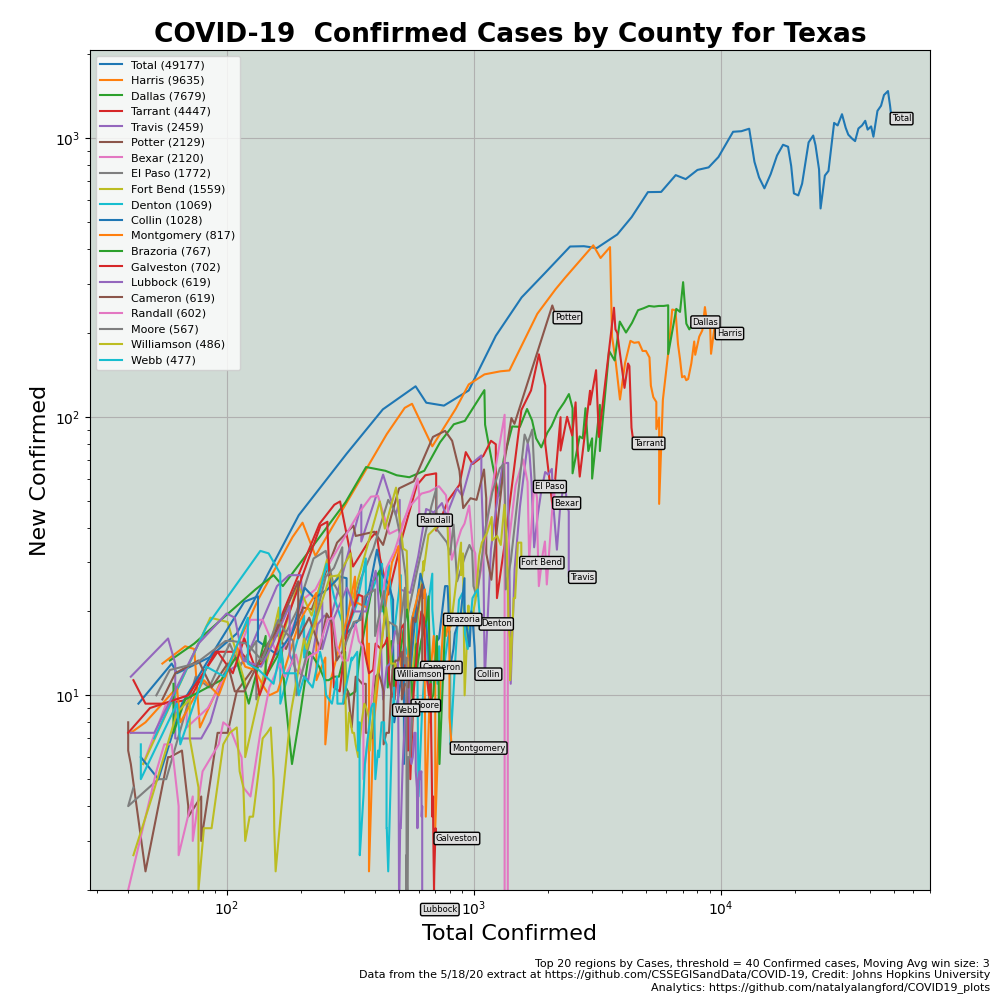 COVID-19  Confirmed Cases by County for Texas
Total (49177)
Harris (9635)
Dallas (7679)
Tarrant (4447)
Travis (2459)
Potter (2129)
Bexar (2120)
El Paso (1772)
Fort Bend (1559)
Denton (1069)
Collin (1028)
Montgomery (817)
Brazoria (767)
Galveston (702)
Lubbock (619)
Cameron (619)
Randall (602)
Moore (567)
Williamson (486)
Webb (477)
Total
Potter
Dallas
Harris
Tarrant
El Paso
Bexar
Randall
Fort Bend
Travis
Brazoria
Denton
Cameron
Williamson
Collin
Moore
Webb
Montgomery
Galveston
Lubbock
10³
10²
10¹
10²
10³
10⁴
New Confirmed
Total Confirmed
Top 20 regions by Cases, threshold = 40 Confirmed cases, Moving Avg win size: 3
Data from the 5/18/20 extract at https://github.com/CSSEGISandData/COVID-19, Credit: Johns Hopkins University
Analytics: https://github.com/natalyalangford/COVID19_plots